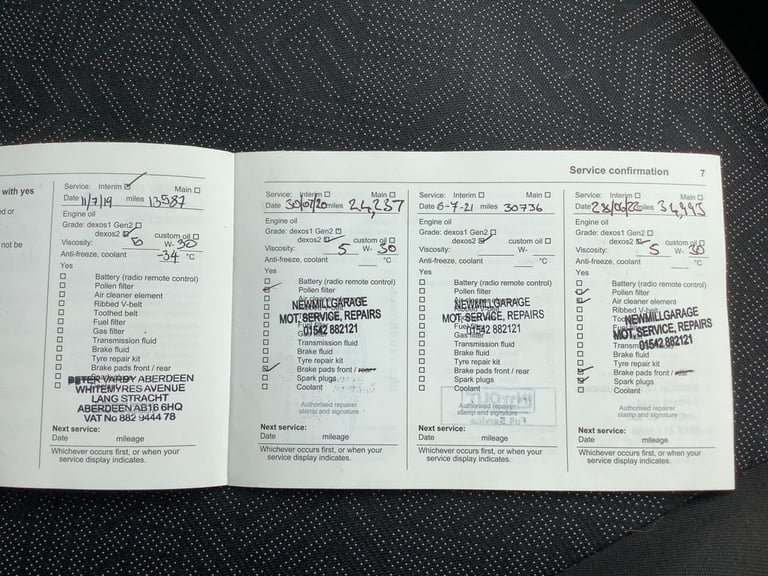 with yes
ed or
not be
Service: Interim ☑ Main ☐
Date 11/7/19 miles 13587
Engine oil
Grade: dexos1 Gen2 ☐
dexos2 ☑ custom oil ☐
Viscosity: 5 W- 30
Anti-freeze, coolant -34 °C
Yes
☐ Battery (radio remote control)
☐ Pollen filter
☐ Air cleaner element
☐ Ribbed V-belt
☐ Toothed belt
☐ Fuel filter
☐ Gas filter
☐ Transmission fluid
☐ Brake fluid
☐ Tyre repair kit
☐ Brake pads front / rear
PETER VARDY ABERDEEN
WHITEMYRES AVENUE
LANG STRACHT
ABERDEEN AB16 6HQ
VAT No 882 9444 78
Next service:
Date mileage
Whichever occurs first, or when your
service display indicates.
Service: Interim ☐ Main ☐
Date 30/07/20 miles 24,237
Engine oil
Grade: dexos1 Gen2 ☐
dexos2 ☑ custom oil ☐
Viscosity: 5 W- 30
Anti-freeze, coolant °C
Yes
☐ Battery (radio remote control)
☑ Pollen filter
NEWMILL GARAGE
MOT, SERVICE, REPAIRS
01542 882121
☐ Transmission fluid
☐ Brake fluid
☐ Tyre repair kit
☑ Brake pads front / rear
☐ Spark plugs
☐ Coolant
Authorised repairer
stamp and signature
Next service:
Date mileage
Whichever occurs first, or when your
service display indicates.
Service: Interim ☐ Main ☐
Date 5-7-21 miles 30736
Engine oil
Grade: dexos1 Gen2 ☐
dexos2 ☑ custom oil ☐
Viscosity: W-
Anti-freeze, coolant °C
Yes
☐ Battery (radio remote control)
☐ Pollen filter
NEWMILL GARAGE
MOT, SERVICE, REPAIRS
01542 882121
☐ Transmission fluid
☐ Brake fluid
☐ Tyre repair kit
☐ Brake pads front / rear
☐ Spark plugs
☐ Coolant
Authorised repairer
stamp and signature
Next service:
Date mileage
Whichever occurs first, or when your
service display indicates.
Service confirmation 7
Service: Interim ☐ Main ☐
Date 28/06/22 miles 34,993
Engine oil
Grade: dexos1 Gen2 ☐
dexos2 ☑ custom oil ☐
Viscosity: 5 W- 30
Anti-freeze, coolant °C
Yes
☐ Battery (radio remote control)
☑ Pollen filter
☑ Air cleaner element
☐ Ribbed V-belt
NEWMILL GARAGE
MOT, SERVICE, REPAIRS
01542 882121
☐ Brake fluid
☐ Tyre repair kit
☑ Brake pads front / rear
☑ Spark plugs
☐ Coolant
Authorised repairer
stamp and signature
Next service:
Date mileage
Whichever occurs first, or when your
service display indicates.